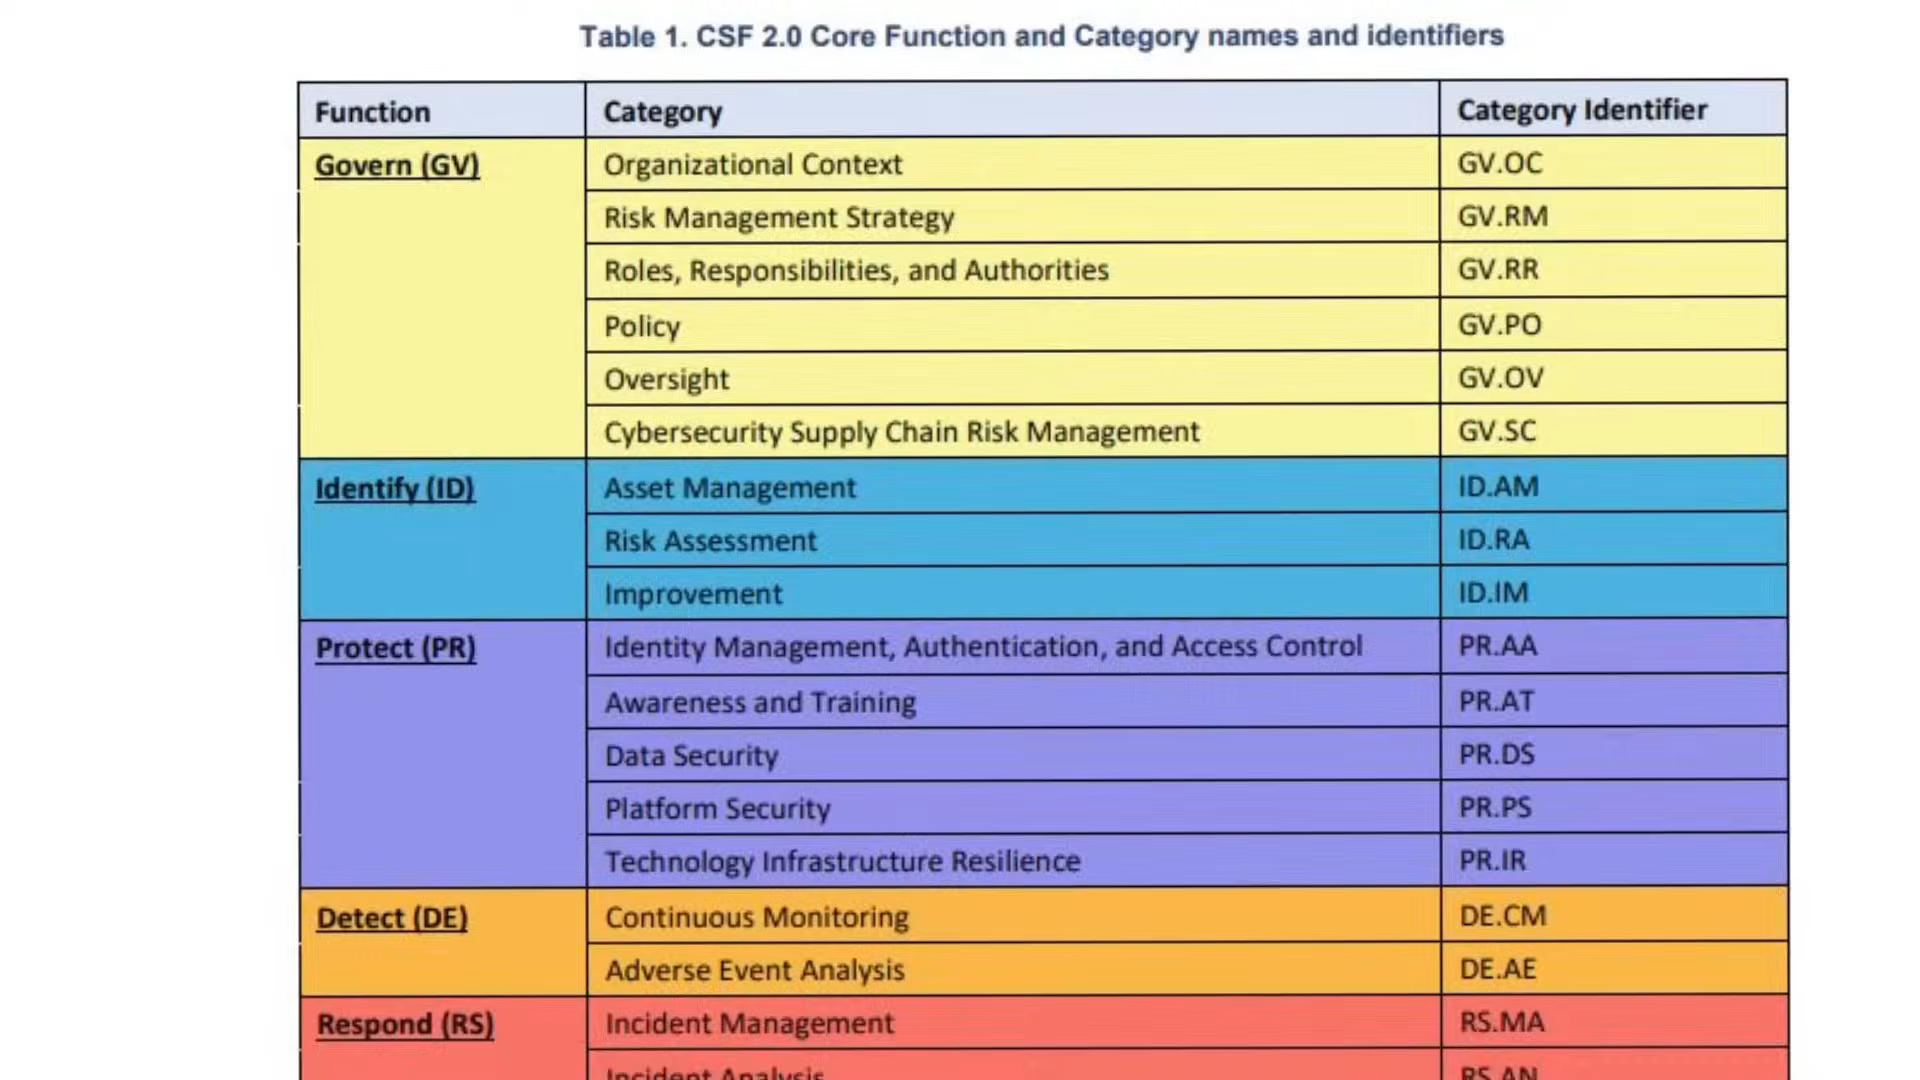 Table 1. CSF 2.0 Core Function and Category names and identifiers
Function Category Category Identifier
Govern (GV) Organizational Context GV.OC
Risk Management Strategy GV.RM
Roles, Responsibilities, and Authorities GV.RR
Policy GV.PO
Oversight GV.OV
Cybersecurity Supply Chain Risk Management GV.SC
Identify (ID) Asset Management ID.AM
Risk Assessment ID.RA
Improvement ID.IM
Protect (PR) Identity Management, Authentication, and Access Control PR.AA
Awareness and Training PR.AT
Data Security PR.DS
Platform Security PR.PS
Technology Infrastructure Resilience PR.IR
Detect (DE) Continuous Monitoring DE.CM
Adverse Event Analysis DE.AE
Respond (RS) Incident Management RS.MA
Incident Analysis RS.AN